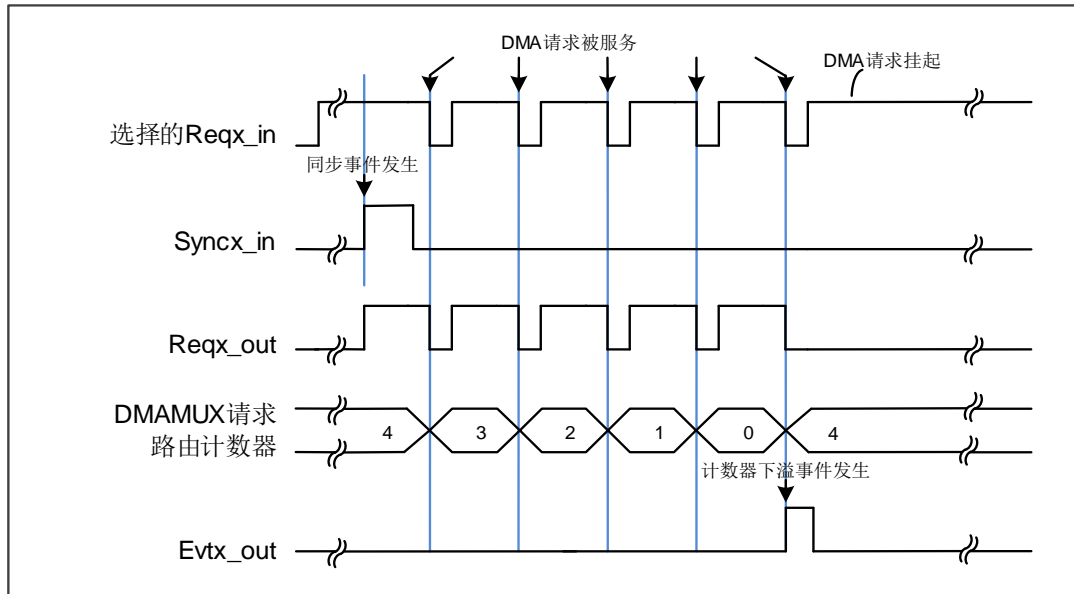 DMA请求被服务
DMA请求挂起
选择的Reqx_in
同步事件发生
Syncx_in
Reqx_out
DMAMUX请求
路由计数器
4 3 2 1 0 4
计数器下溢事件发生
Evtx_out